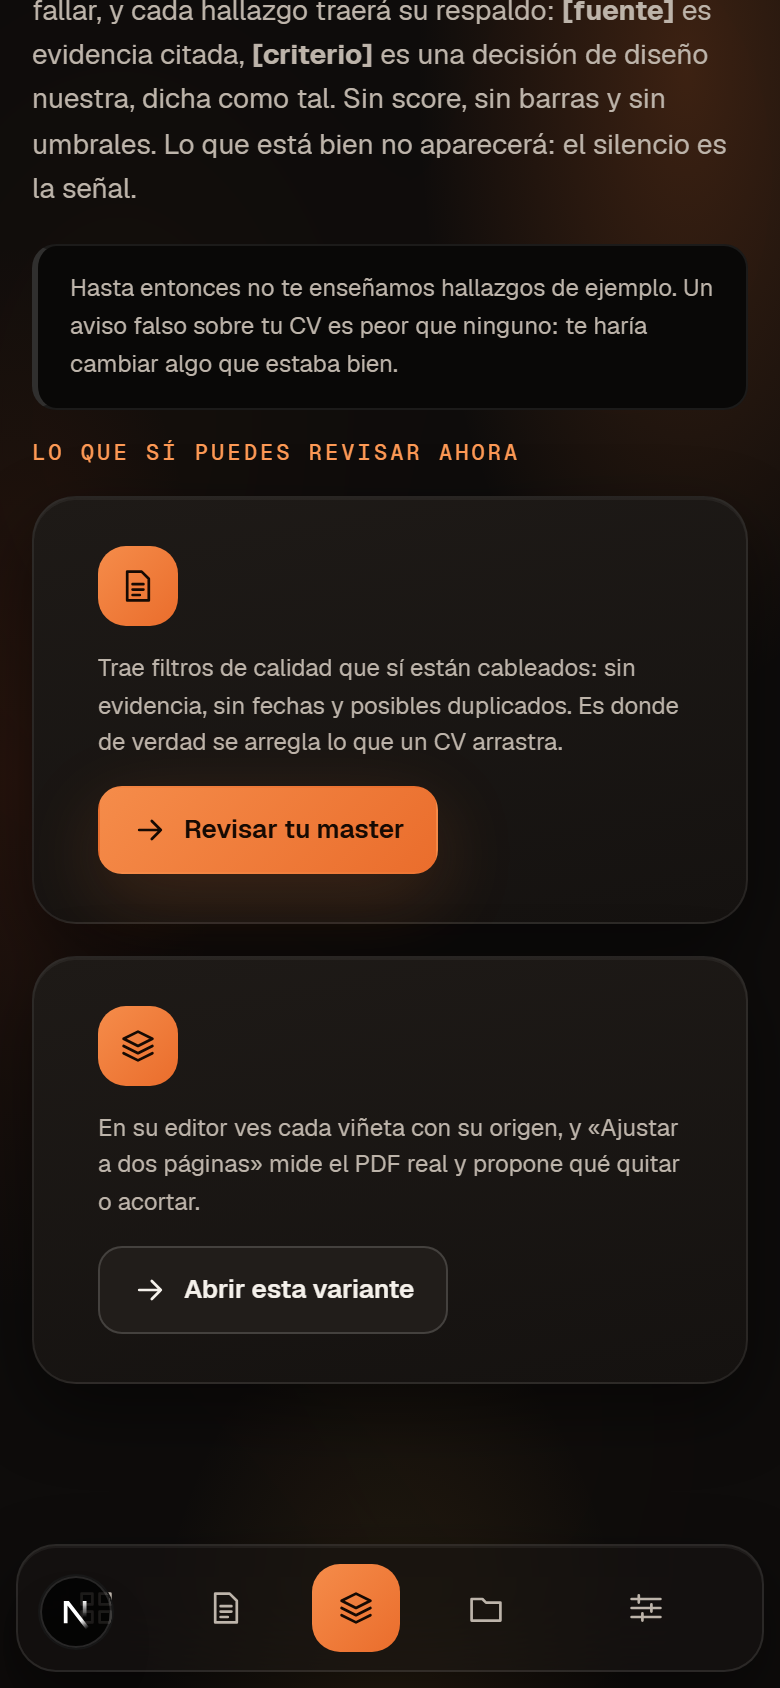 fallar, y cada hallazgo traerá su respaldo: [fuente] es
evidencia citada, [criterio] es una decisión de diseño
nuestra, dicha como tal. Sin score, sin barras y sin
umbrales. Lo que está bien no aparecerá: el silencio es
la señal.
Hasta entonces no te enseñamos hallazgos de ejemplo. Un
aviso falso sobre tu CV es peor que ninguno: te haría
cambiar algo que estaba bien.
LO QUE SÍ PUEDES REVISAR AHORA
Trae filtros de calidad que sí están cableados: sin
evidencia, sin fechas y posibles duplicados. Es donde
de verdad se arregla lo que un CV arrastra.
Revisar tu master
En su editor ves cada viñeta con su origen, y «Ajustar
a dos páginas» mide el PDF real y propone qué quitar
o acortar.
Abrir esta variante
N